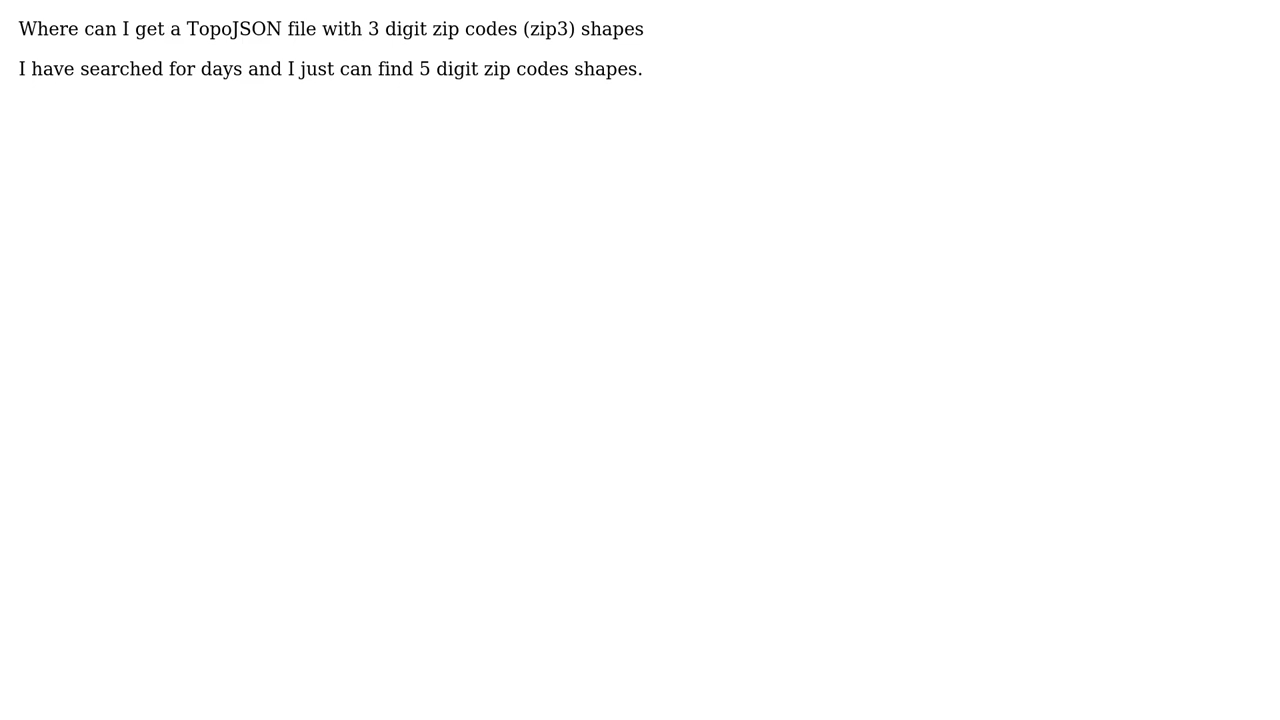 Where can I get a TopoJSON file with 3 digit zip codes (zip3) shapes
I have searched for days and I just can find 5 digit zip codes shapes.